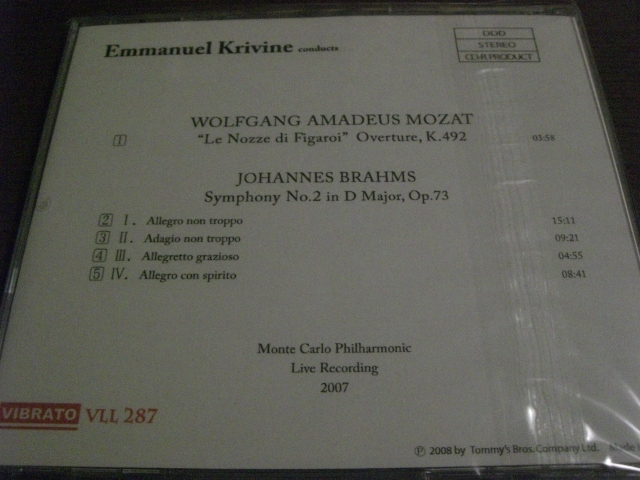 Emmanuel Krivine conducts
DDD
STEREO
CD-R PRODUCT
WOLFGANG AMADEUS MOZAT
1 "Le Nozze di Figaroi" Overture, K.492 03:58
JOHANNES BRAHMS
Symphony No.2 in D Major, Op.73
2 I. Allegro non troppo 15:11
3 II. Adagio non troppo 09:21
4 III. Allegretto grazioso 04:55
5 IV. Allegro con spirito 08:41
Monte Carlo Philharmonic
Live Recording
2007
VIBRATO VLL 287
Ⓟ 2008 by Tommy's Bros. Company Ltd. Made